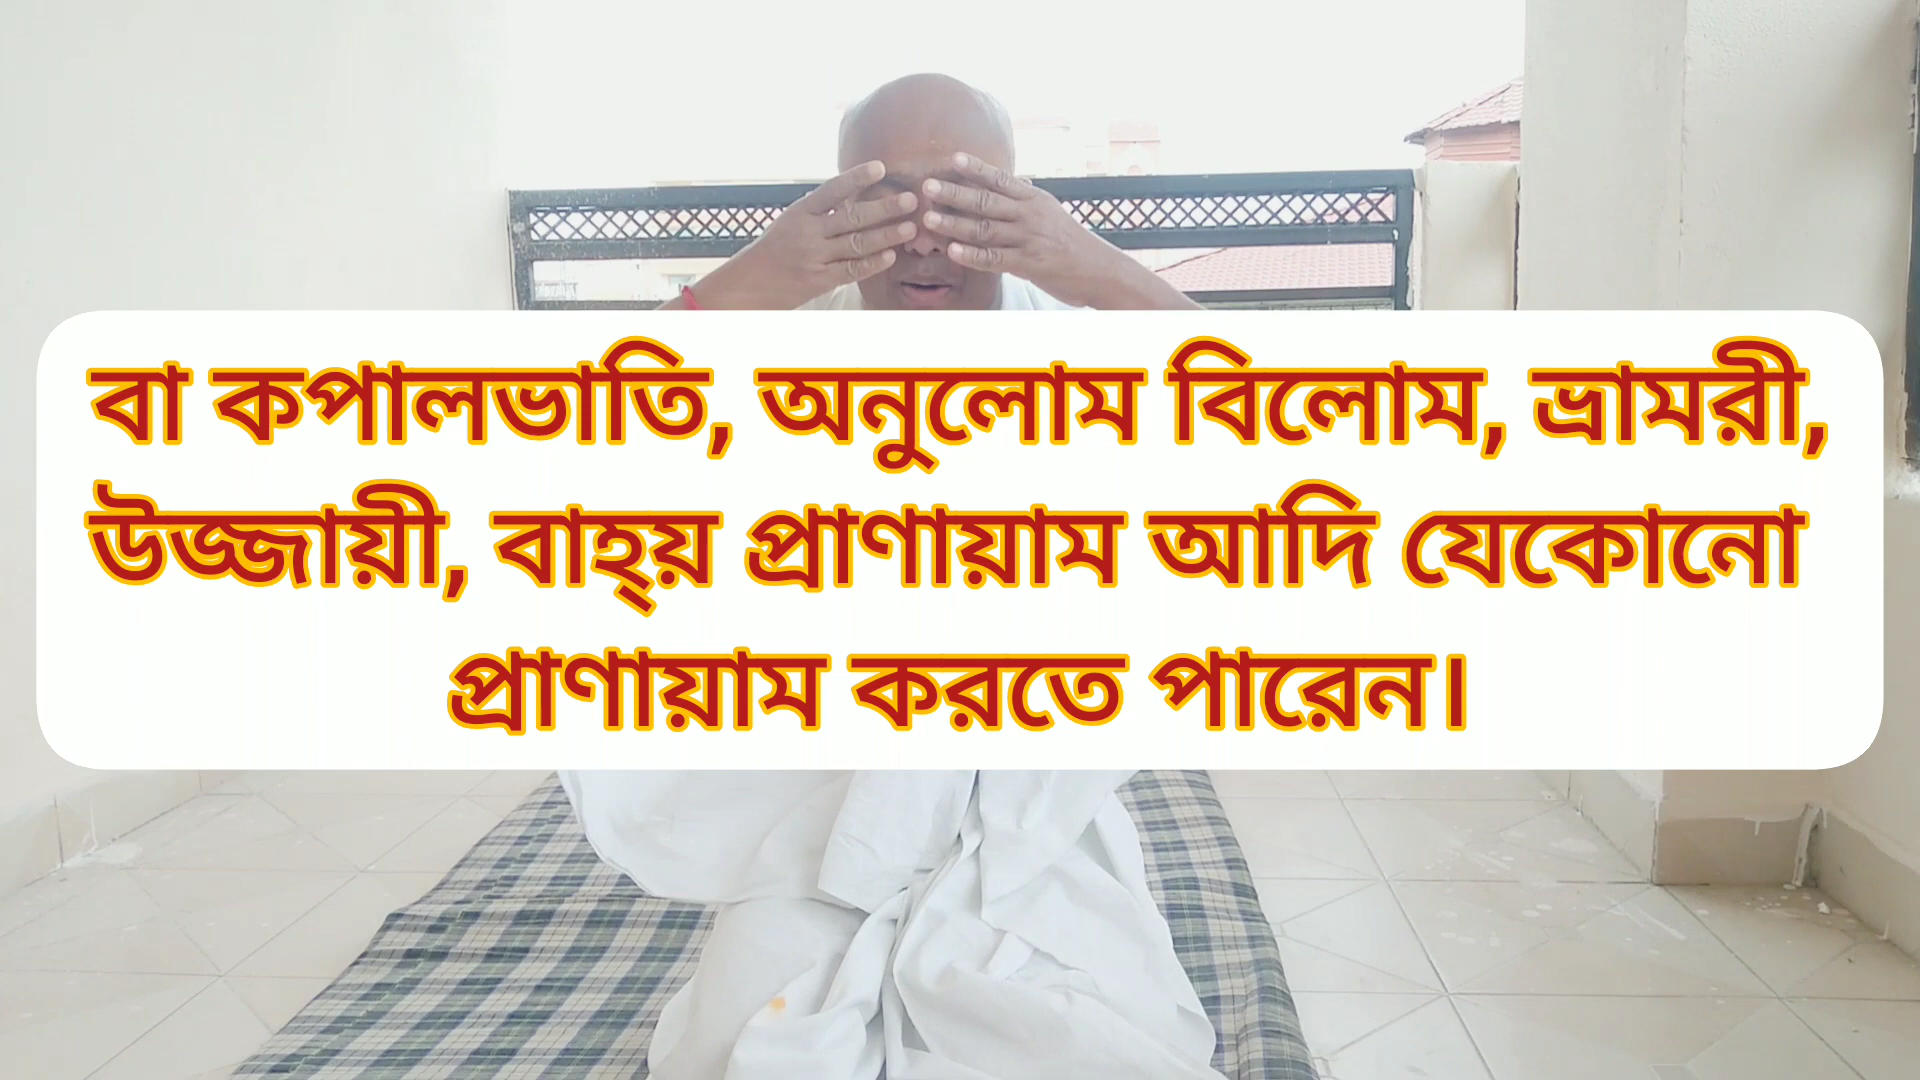 বা কপালভাতি, অনুলোম বিলোম, ভ্রামরী,
উজ্জায়ী, বাহ্য় প্রাণায়াম আদি যেকোনো
প্রাণায়াম করতে পারেন।